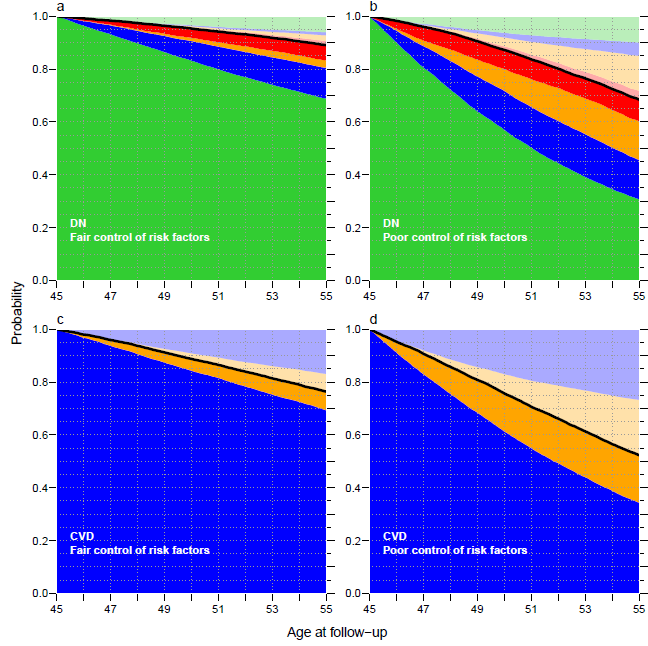 a
b
1.0
0.8
0.6
0.4
0.2
0.0
DN
Fair control of risk factors
45 47 49 51 53 55
1.0
0.8
0.6
0.4
0.2
0.0
DN
Poor control of risk factors
45 47 49 51 53 55
Probability
c
d
1.0
0.8
0.6
0.4
0.2
0.0
CVD
Fair control of risk factors
45 47 49 51 53 55
1.0
0.8
0.6
0.4
0.2
0.0
CVD
Poor control of risk factors
45 47 49 51 53 55
Age at follow−up